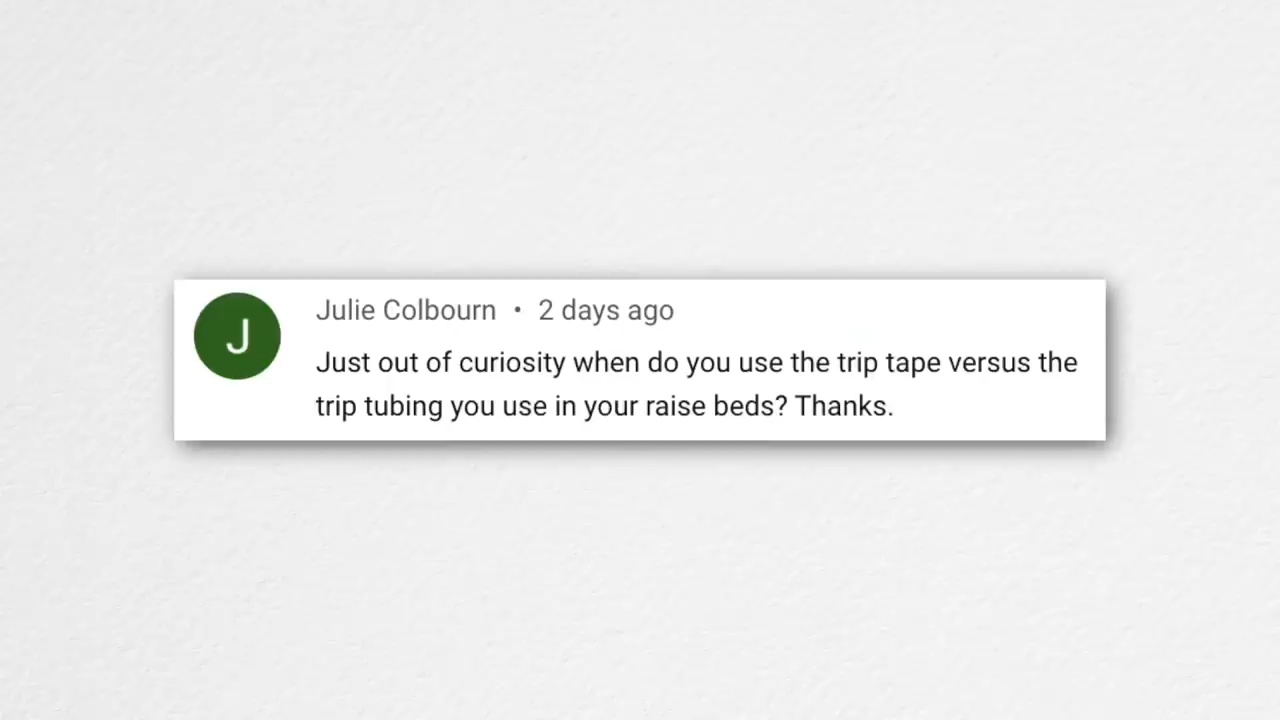 J
Julie Colbourn • 2 days ago
Just out of curiosity when do you use the trip tape versus the
trip tubing you use in your raise beds? Thanks.